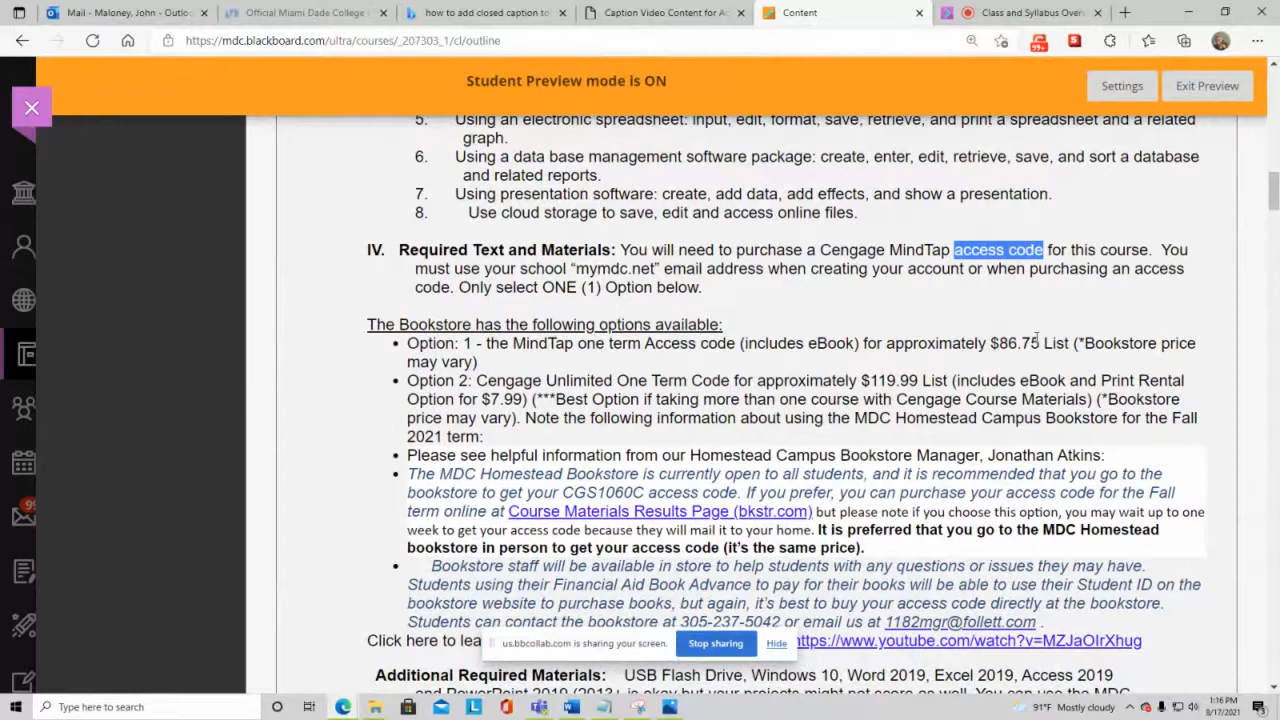 Mail - Maloney, John - Outlo
Official Miami Dade College
how to add closed caption to
Caption Video Content for Ac
Content
Class and Syllabus Over
https://mdc.blackboard.com/ultra/courses/_207303_1/cl/outline
99+
Student Preview mode is ON
Settings
Exit Preview
5. Using an electronic spreadsheet: input, edit, format, save, retrieve, and print a spreadsheet and a related
graph.
6. Using a data base management software package: create, enter, edit, retrieve, save, and sort a database
and related reports.
7. Using presentation software: create, add data, add effects, and show a presentation.
8. Use cloud storage to save, edit and access online files.
IV. Required Text and Materials: You will need to purchase a Cengage MindTap access code for this course. You
must use your school “mymdc.net” email address when creating your account or when purchasing an access
code. Only select ONE (1) Option below.
The Bookstore has the following options available:
• Option: 1 - the MindTap one term Access code (includes eBook) for approximately $86.75 List (*Bookstore price
may vary)
• Option 2: Cengage Unlimited One Term Code for approximately $119.99 List (includes eBook and Print Rental
Option for $7.99) (***Best Option if taking more than one course with Cengage Course Materials) (*Bookstore
price may vary). Note the following information about using the MDC Homestead Campus Bookstore for the Fall
2021 term:
• Please see helpful information from our Homestead Campus Bookstore Manager, Jonathan Atkins:
• The MDC Homestead Bookstore is currently open to all students, and it is recommended that you go to the
bookstore to get your CGS1060C access code. If you prefer, you can purchase your access code for the Fall
term online at Course Materials Results Page (bkstr.com) but please note if you choose this option, you may wait up to one
week to get your access code because they will mail it to your home. It is preferred that you go to the MDC Homestead
bookstore in person to get your access code (it’s the same price).
• Bookstore staff will be available in store to help students with any questions or issues they may have.
Students using their Financial Aid Book Advance to pay for their books will be able to use their Student ID on the
bookstore website to purchase books, but again, it’s best to buy your access code directly at the bookstore.
Students can contact the bookstore at 305-237-5042 or email us at 1182mgr@follett.com .
Click here to lea
https://www.youtube.com/watch?v=MZJaOIrXhug
us.bbcollab.com is sharing your screen.
Stop sharing
Hide
Additional Required Materials: USB Flash Drive, Windows 10, Word 2019, Excel 2019, Access 2019
and PowerPoint 2019 (2013 is okay but your projects might not score as well. You can use the MDC
Type here to search
91°F Mostly cloudy
1:16 PM
8/17/2021